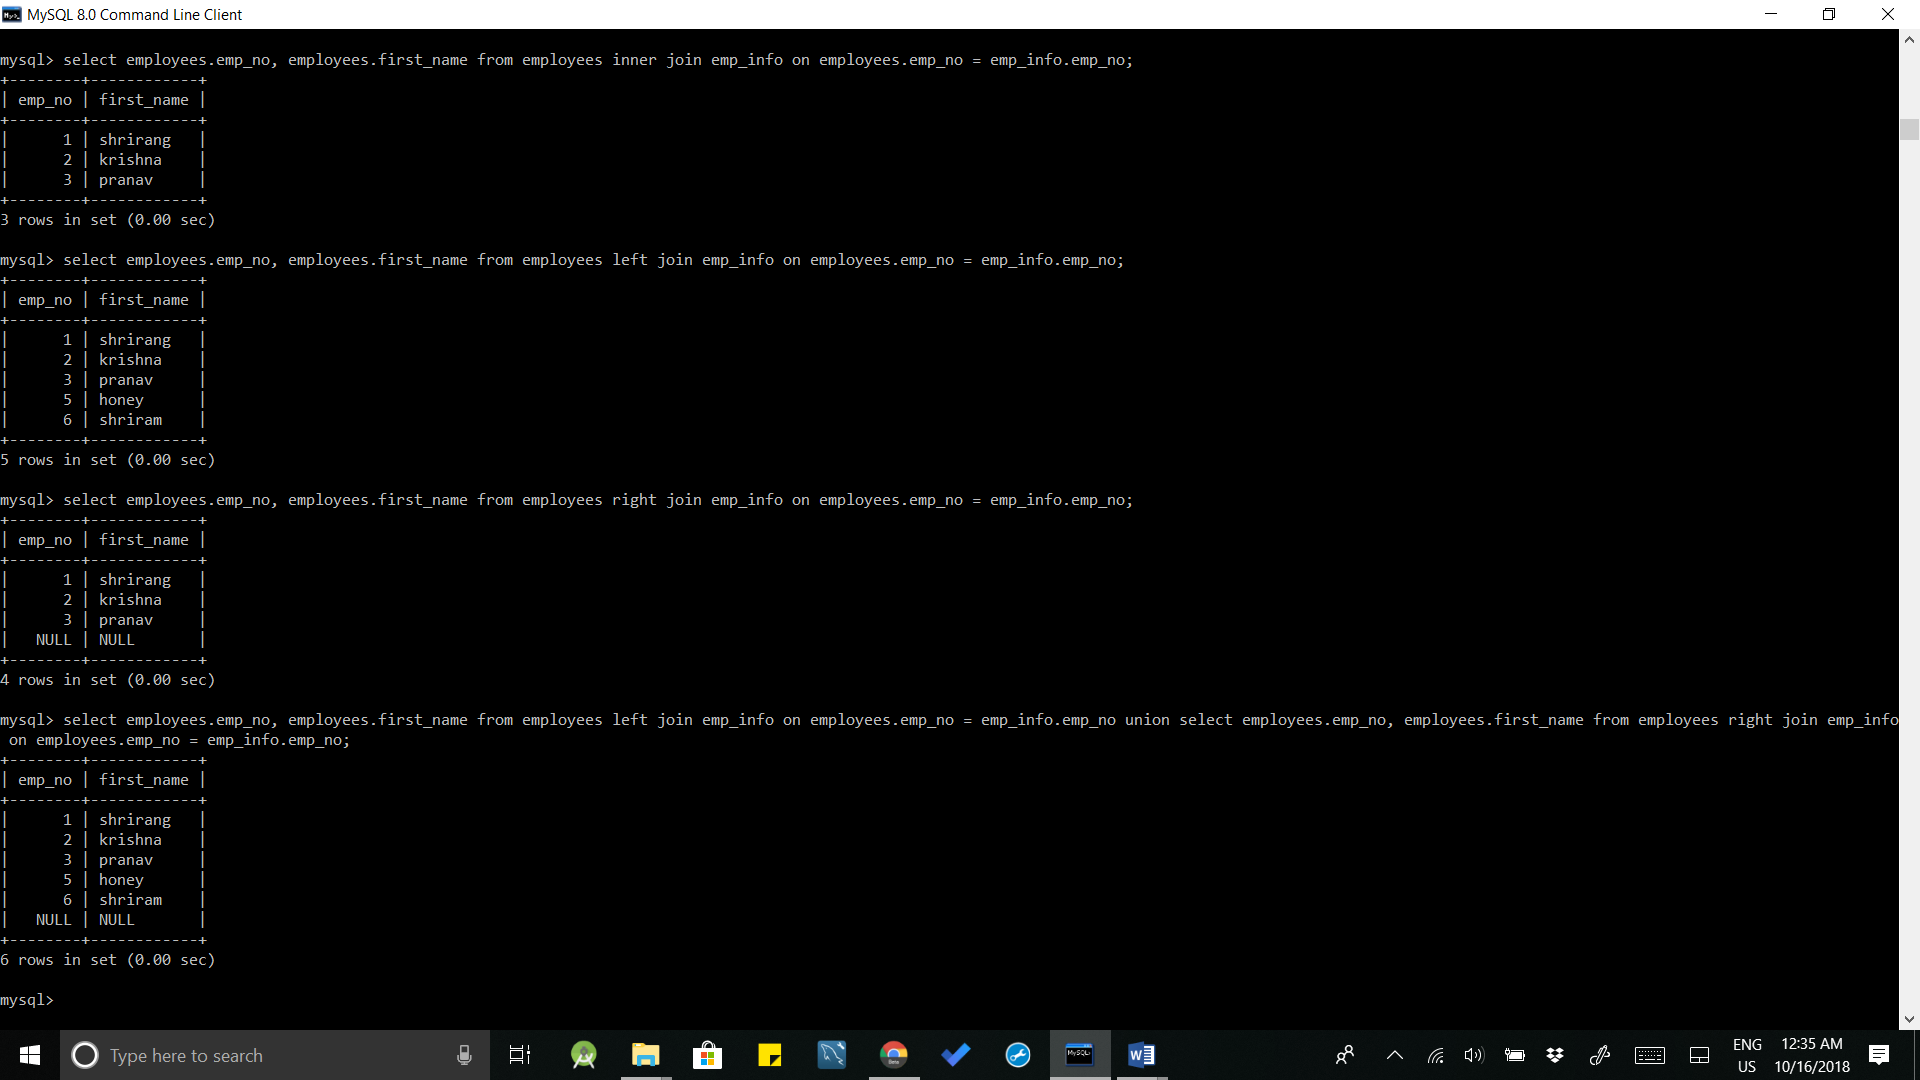 MySQL 8.0 Command Line Client
mysql> select employees.emp_no, employees.first_name from employees inner join emp_info on employees.emp_no = emp_info.emp_no;
+--------+------------+
| emp_no | first_name |
+--------+------------+
|      1 | shrirang   |
|      2 | krishna    |
|      3 | pranav     |
+--------+------------+
3 rows in set (0.00 sec)
mysql> select employees.emp_no, employees.first_name from employees left join emp_info on employees.emp_no = emp_info.emp_no;
+--------+------------+
| emp_no | first_name |
+--------+------------+
|      1 | shrirang   |
|      2 | krishna    |
|      3 | pranav     |
|      5 | honey      |
|      6 | shriram    |
+--------+------------+
5 rows in set (0.00 sec)
mysql> select employees.emp_no, employees.first_name from employees right join emp_info on employees.emp_no = emp_info.emp_no;
+--------+------------+
| emp_no | first_name |
+--------+------------+
|      1 | shrirang   |
|      2 | krishna    |
|      3 | pranav     |
|   NULL | NULL       |
+--------+------------+
4 rows in set (0.00 sec)
mysql> select employees.emp_no, employees.first_name from employees left join emp_info on employees.emp_no = emp_info.emp_no union select employees.emp_no, employees.first_name from employees right join emp_info
 on employees.emp_no = emp_info.emp_no;
+--------+------------+
| emp_no | first_name |
+--------+------------+
|      1 | shrirang   |
|      2 | krishna    |
|      3 | pranav     |
|      5 | honey      |
|      6 | shriram    |
|   NULL | NULL       |
+--------+------------+
6 rows in set (0.00 sec)
mysql>
Type here to search
ENG
US
12:35 AM
10/16/2018